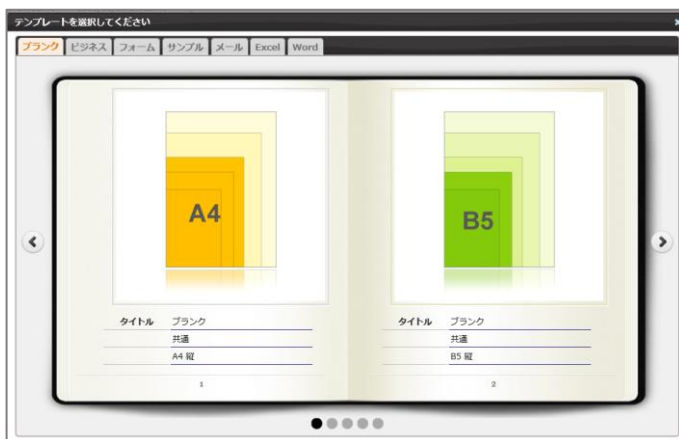 テンプレートを選択してください
ブランク ビジネス フォーム サンプル メール Excel Word
A4
B5
タイトル ブランク
共通
A4 縦
1
タイトル ブランク
共通
B5 縦
2